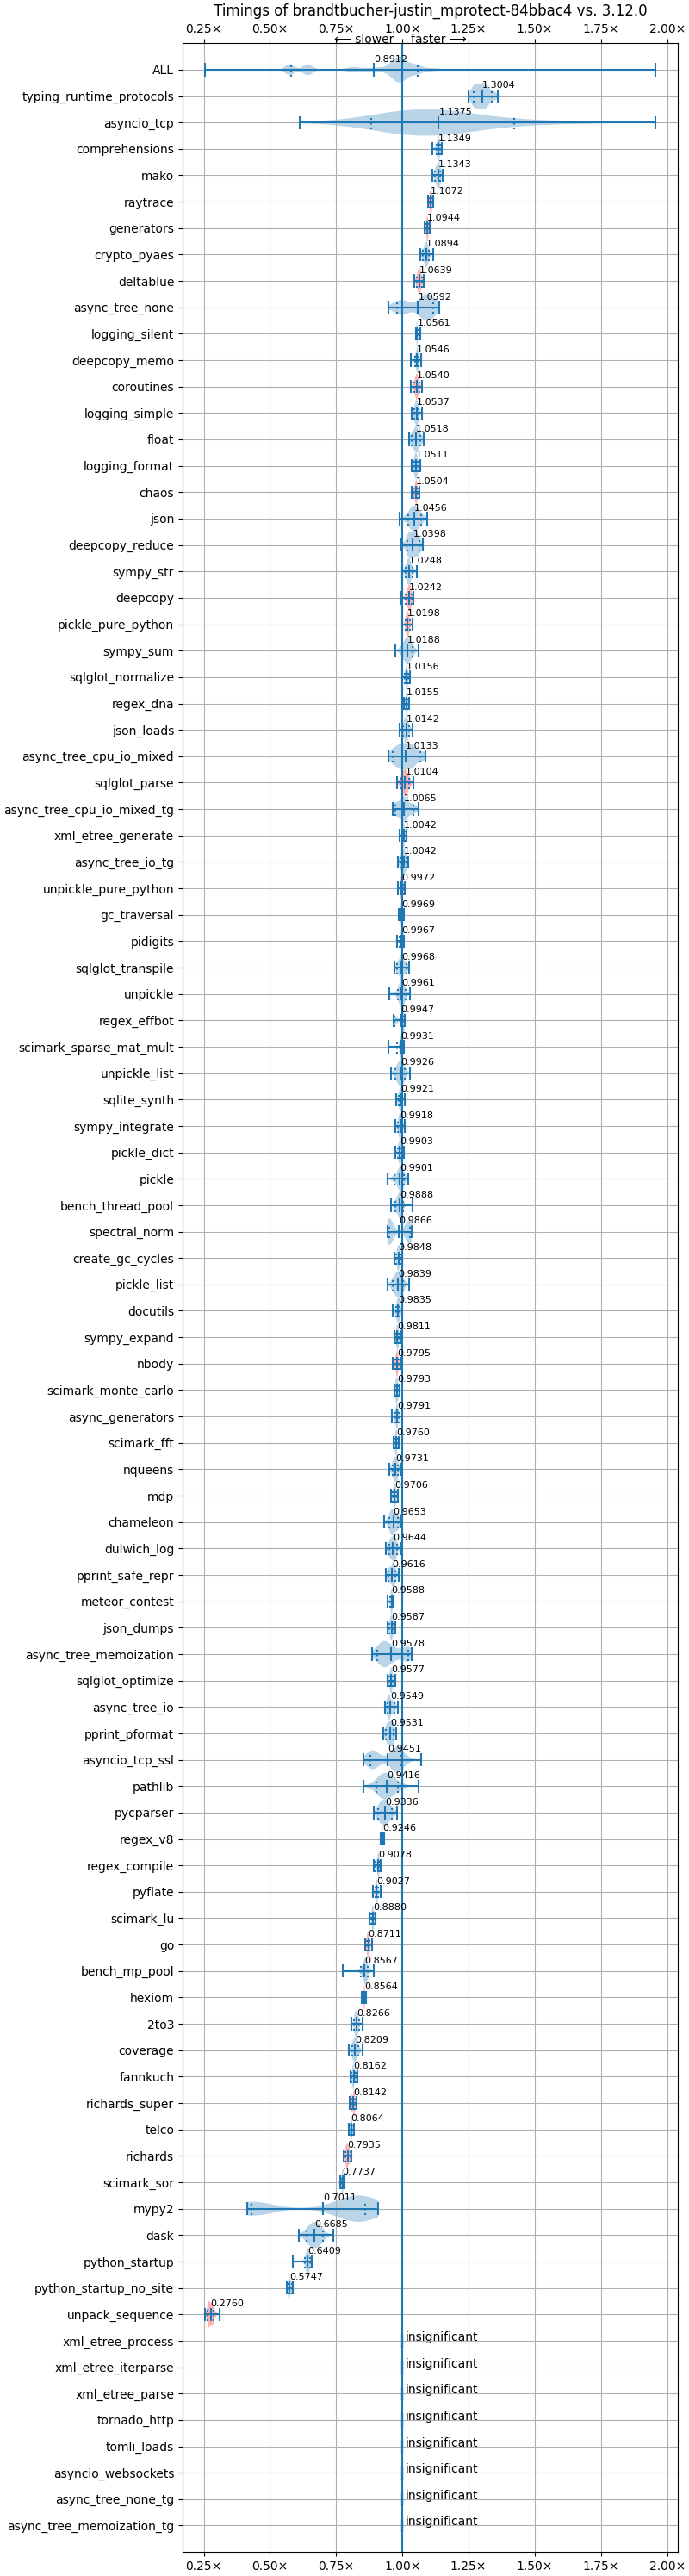 Timings of brandtbucher-justin_mprotect-84bbac4 vs. 3.12.0
0.25× 0.50× 0.75× 1.00× 1.25× 1.50× 1.75× 2.00×
← slower faster →
ALL 0.8912
typing_runtime_protocols 1.3004
asyncio_tcp 1.1375
comprehensions 1.1349
mako 1.1343
raytrace 1.1072
generators 1.0944
crypto_pyaes 1.0894
deltablue 1.0639
async_tree_none 1.0592
logging_silent 1.0561
deepcopy_memo 1.0546
coroutines 1.0540
logging_simple 1.0537
float 1.0518
logging_format 1.0511
chaos 1.0504
json 1.0456
deepcopy_reduce 1.0398
sympy_str 1.0248
deepcopy 1.0242
pickle_pure_python 1.0198
sympy_sum 1.0188
sqlglot_normalize 1.0156
regex_dna 1.0155
json_loads 1.0142
async_tree_cpu_io_mixed 1.0133
sqlglot_parse 1.0104
async_tree_cpu_io_mixed_tg 1.0065
xml_etree_generate 1.0042
async_tree_io_tg 1.0042
unpickle_pure_python 0.9972
gc_traversal 0.9969
pidigits 0.9967
sqlglot_transpile 0.9968
unpickle 0.9961
regex_effbot 0.9947
scimark_sparse_mat_mult 0.9931
unpickle_list 0.9926
sqlite_synth 0.9921
sympy_integrate 0.9918
pickle_dict 0.9903
pickle 0.9901
bench_thread_pool 0.9888
spectral_norm 0.9866
create_gc_cycles 0.9848
pickle_list 0.9839
docutils 0.9835
sympy_expand 0.9811
nbody 0.9795
scimark_monte_carlo 0.9793
async_generators 0.9791
scimark_fft 0.9760
nqueens 0.9731
mdp 0.9706
chameleon 0.9653
dulwich_log 0.9644
pprint_safe_repr 0.9616
meteor_contest 0.9588
json_dumps 0.9587
async_tree_memoization 0.9578
sqlglot_optimize 0.9577
async_tree_io 0.9549
pprint_pformat 0.9531
asyncio_tcp_ssl 0.9451
pathlib 0.9416
pycparser 0.9336
regex_v8 0.9246
regex_compile 0.9078
pyflate 0.9027
scimark_lu 0.8880
go 0.8711
bench_mp_pool 0.8567
hexiom 0.8564
2to3 0.8266
coverage 0.8209
fannkuch 0.8162
richards_super 0.8142
telco 0.8064
richards 0.7935
scimark_sor 0.7737
mypy2 0.7011
dask 0.6685
python_startup 0.6409
python_startup_no_site 0.5747
unpack_sequence 0.2760
xml_etree_process insignificant
xml_etree_iterparse insignificant
xml_etree_parse insignificant
tornado_http insignificant
tomli_loads insignificant
asyncio_websockets insignificant
async_tree_none_tg insignificant
async_tree_memoization_tg insignificant
0.25× 0.50× 0.75× 1.00× 1.25× 1.50× 1.75× 2.00×